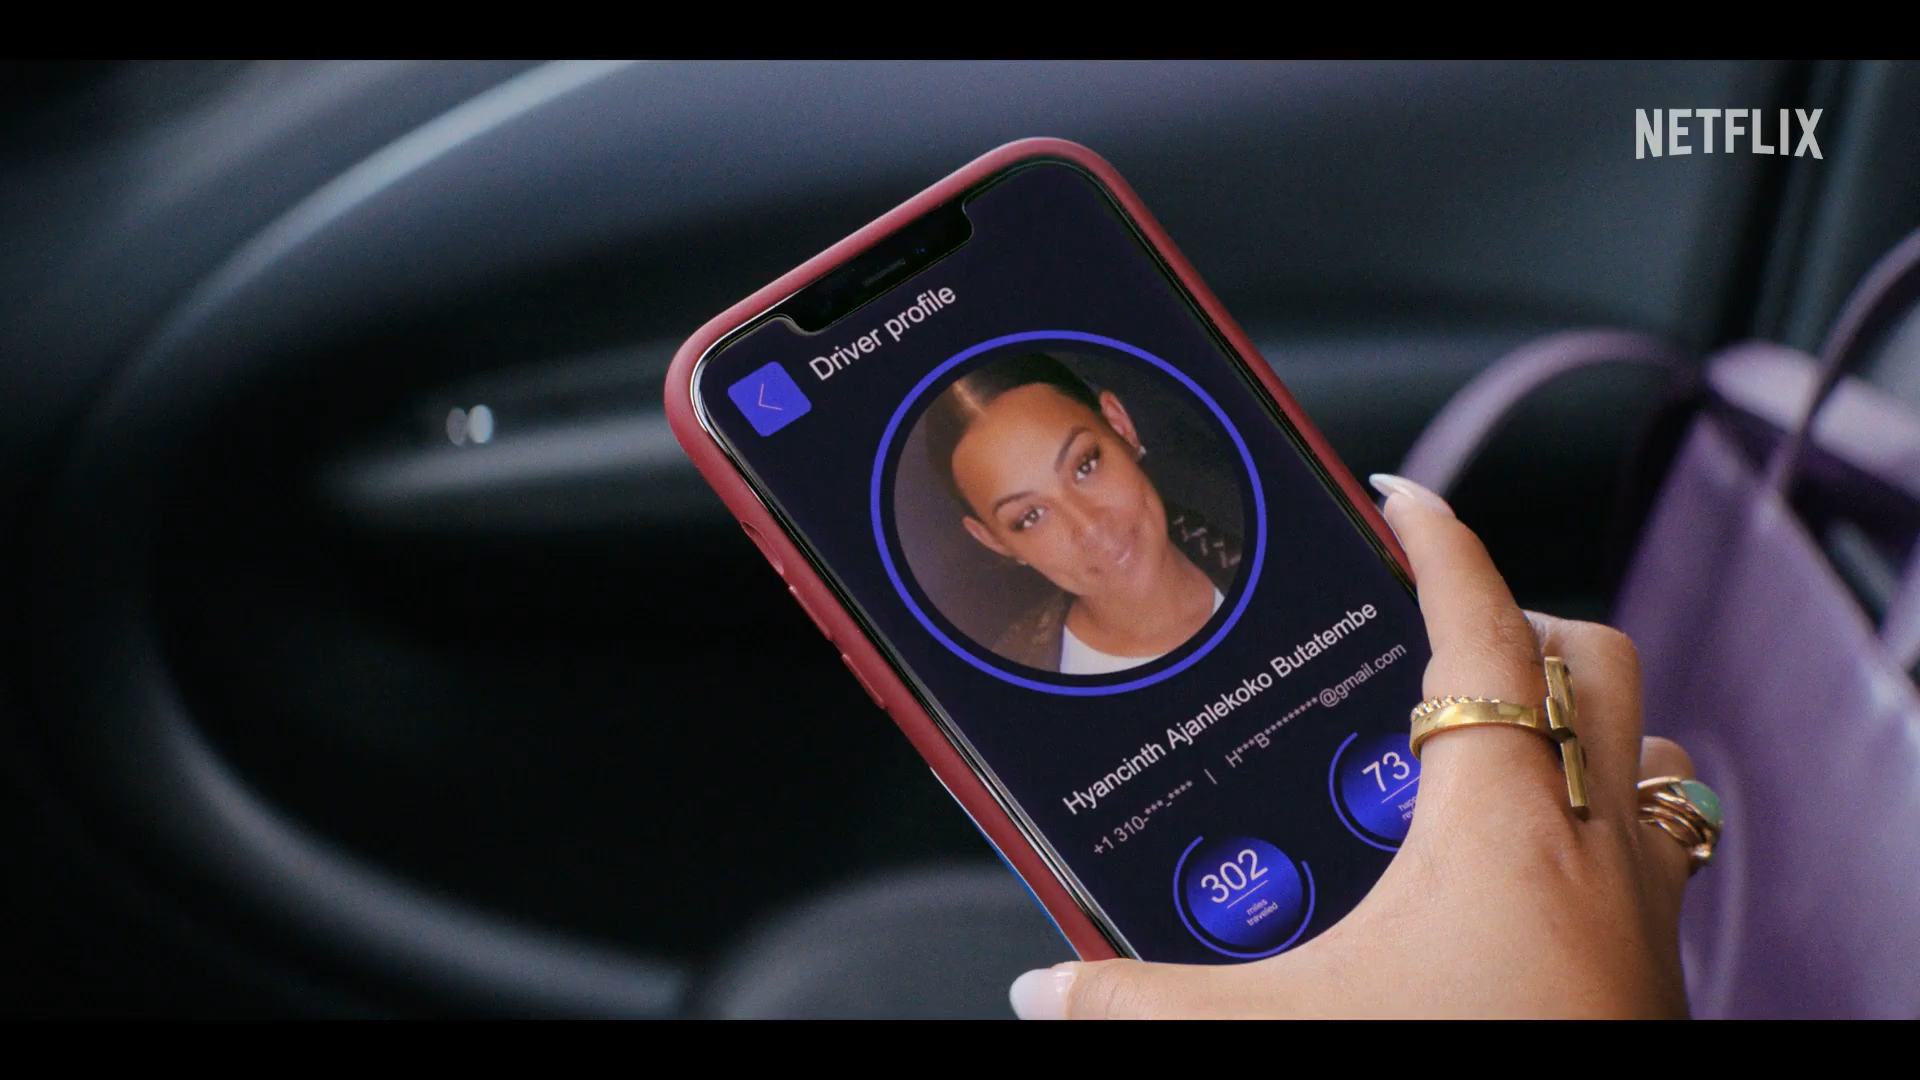 NETFLIX
Driver profile
Hyancinth Ajanlekoko Butatembe
+1 310-***-**** | H***B*********@gmail.com
73
302
miles
traveled